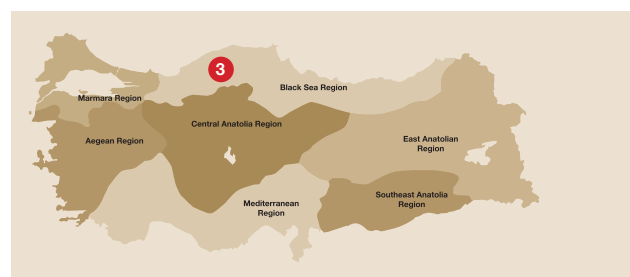 3
Black Sea Region
Marmara Region
Central Anatolia Region
Aegean Region
East Anatolian
Region
Southeast Anatolia
Region
Mediterranean
Region